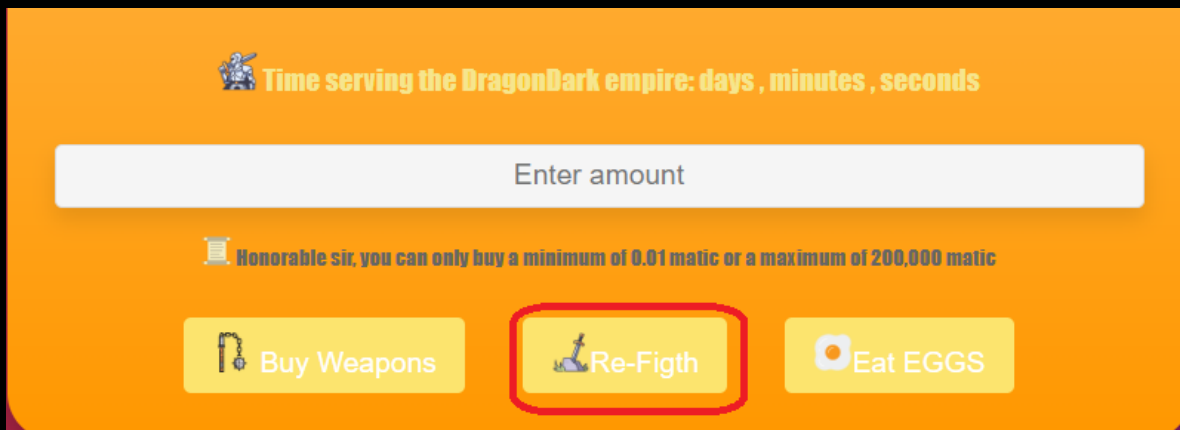 Time serving the DragonDark empire: days , minutes , seconds
Enter amount
Honorable sir, you can only buy a minimum of 0.01 matic or a maximum of 200,000 matic
Buy Weapons Re-Figth Eat EGGS